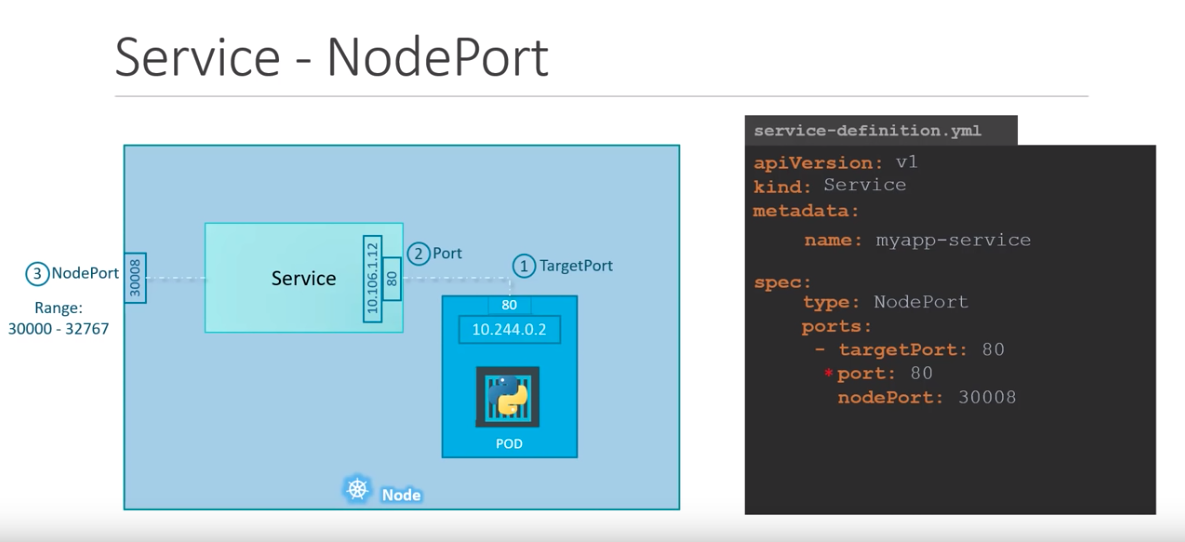 Service - NodePort
30008
3 NodePort
Range:
30000 - 32767
Service
10.106.1.12
80
2 Port
1 TargetPort
80
10.244.0.2
POD
Node
service-definition.yml
apiVersion: v1
kind: Service
metadata:
name: myapp-service
spec:
type: NodePort
ports:
- targetPort: 80
*port: 80
nodePort: 30008